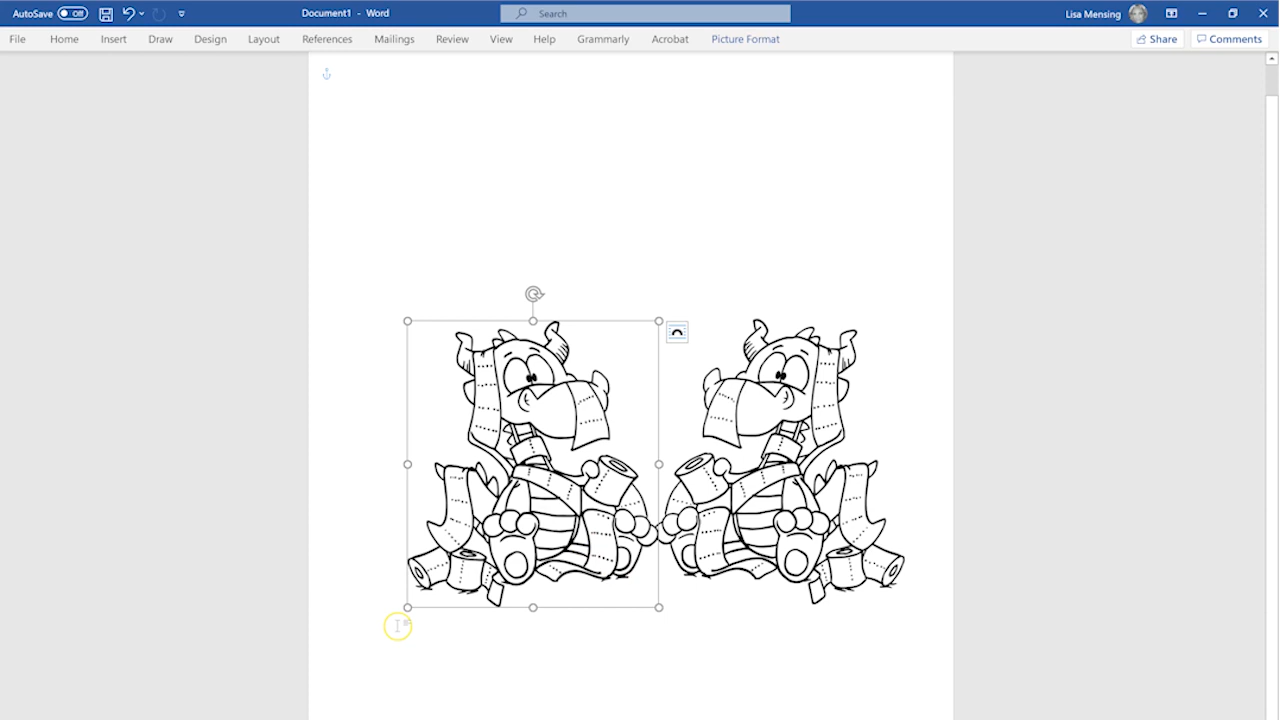 AutoSave Off Document1 - Word Search Lisa Mensing
File Home Insert Draw Design Layout References Mailings Review View Help Grammarly Acrobat Picture Format Share Comments